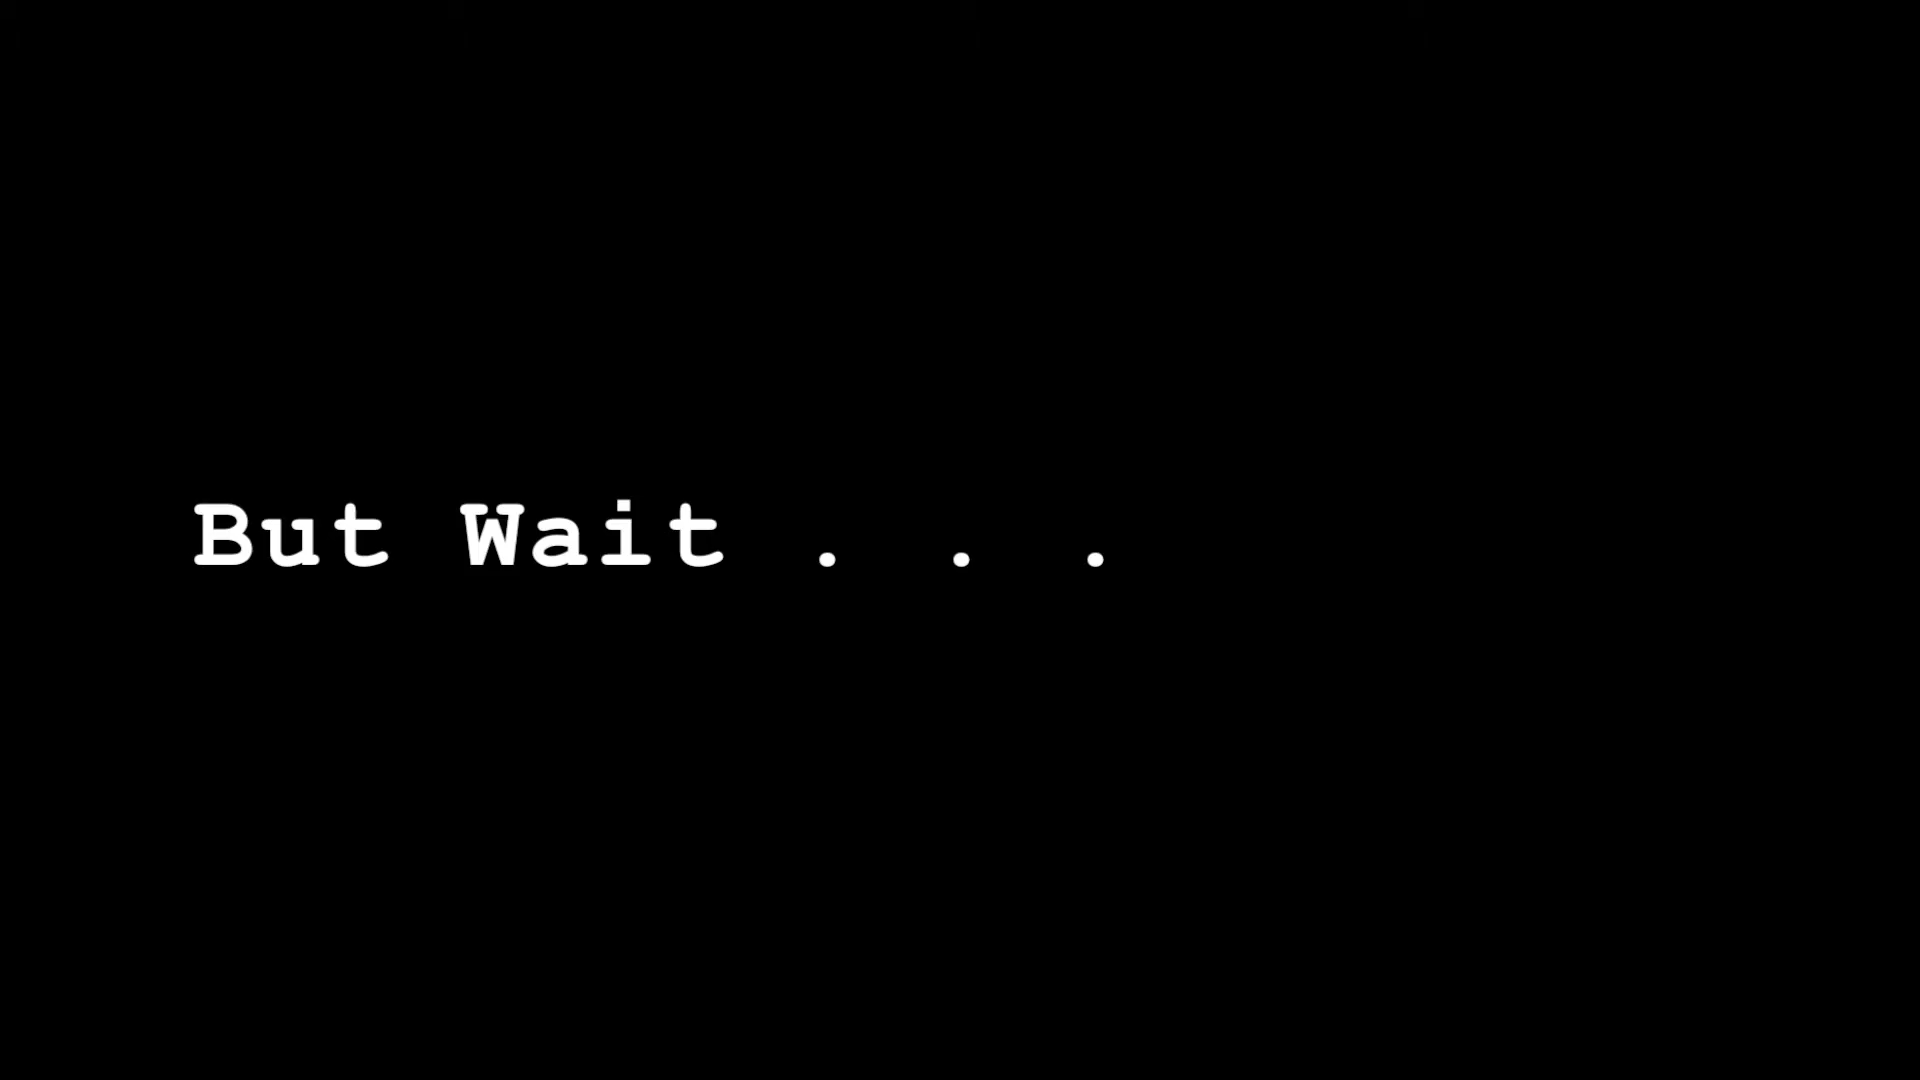 But Wait . . .